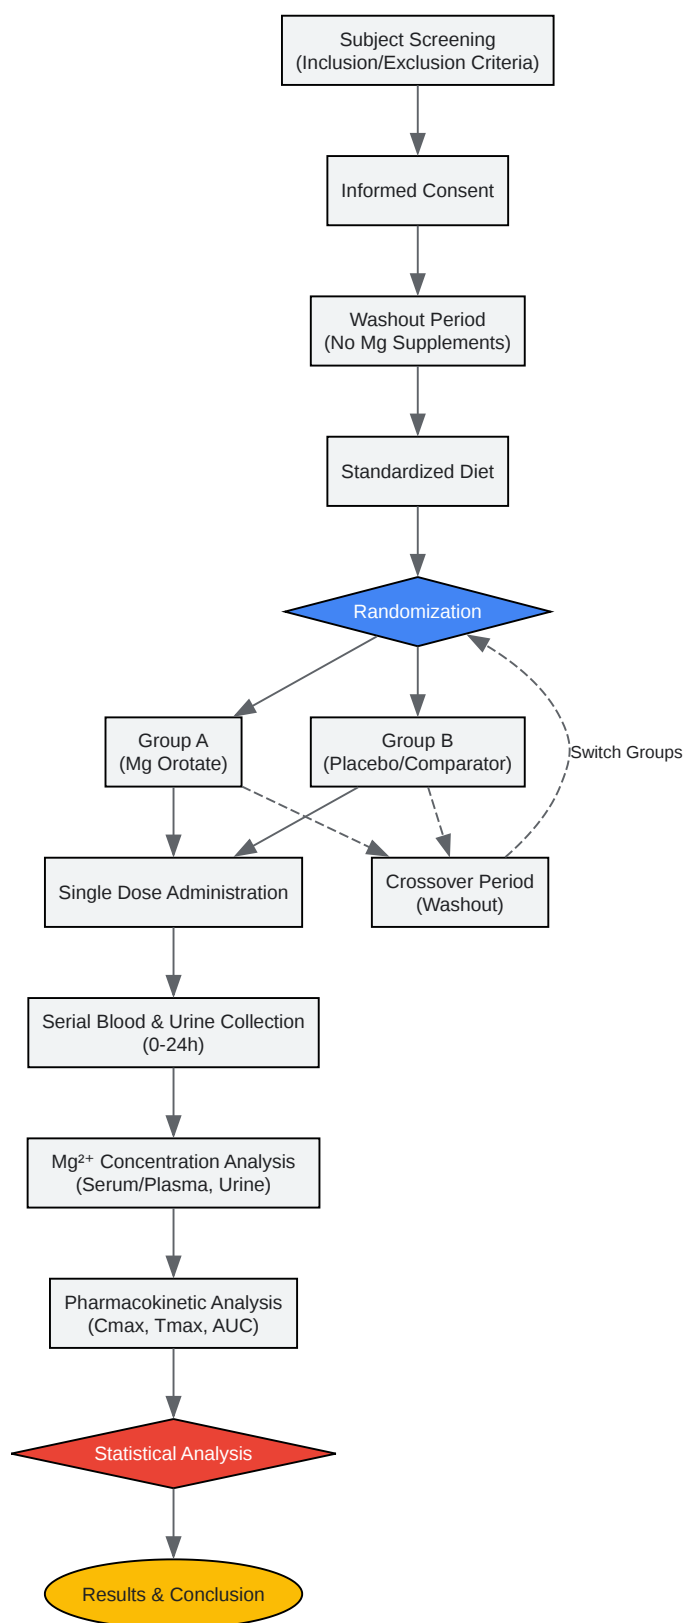 Subject Screening
(Inclusion/Exclusion Criteria)
Informed Consent
Washout Period
(No Mg Supplements)
Standardized Diet
Randomization
Group A
(Mg Orotate)
Group B
(Placebo/Comparator)
Switch Groups
Single Dose Administration
Crossover Period
(Washout)
Serial Blood & Urine Collection
(0-24h)
Mg²⁺ Concentration Analysis
(Serum/Plasma, Urine)
Pharmacokinetic Analysis
(Cmax, Tmax, AUC)
Statistical Analysis
Results & Conclusion